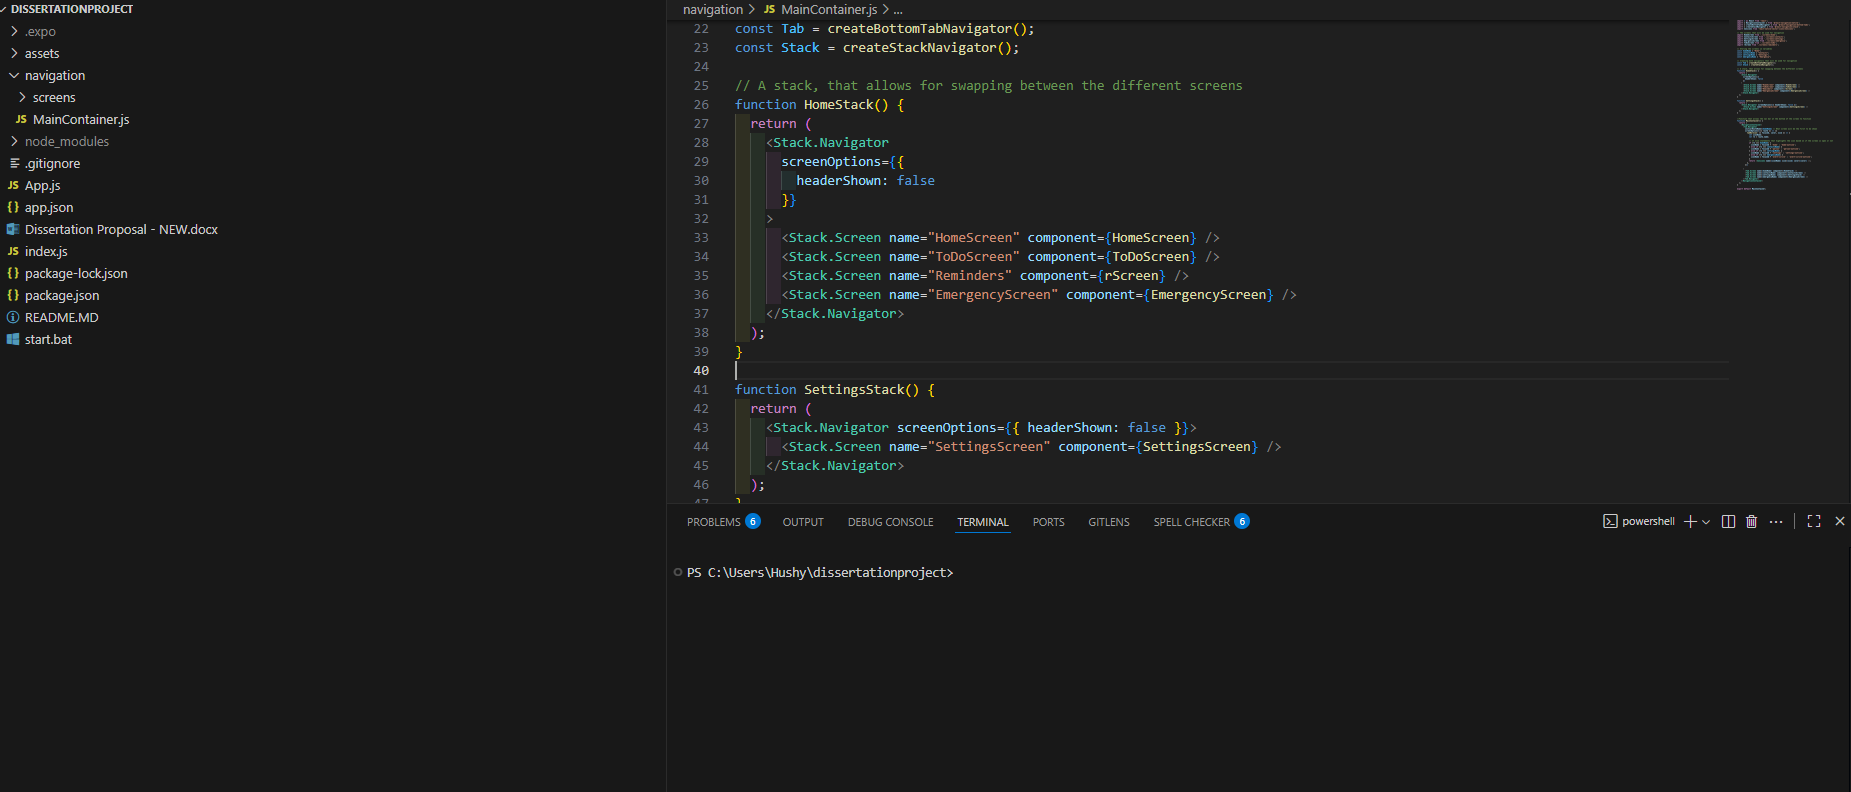 DISSERTATIONPROJECT
.expo
assets
navigation
screens
JS MainContainer.js
node_modules
.gitignore
JS App.js
{} app.json
Dissertation Proposal - NEW.docx
JS index.js
{} package-lock.json
{} package.json
README.MD
start.bat
navigation > JS MainContainer.js > ...
22 const Tab = createBottomTabNavigator();
23 const Stack = createStackNavigator();
24
25 // A stack, that allows for swapping between the different screens
26 function HomeStack() {
27 return (
28 <Stack.Navigator
29 screenOptions={{
30 headerShown: false
31 }}
32 >
33 <Stack.Screen name="HomeScreen" component={HomeScreen} />
34 <Stack.Screen name="ToDoScreen" component={ToDoScreen} />
35 <Stack.Screen name="Reminders" component={rScreen} />
36 <Stack.Screen name="EmergencyScreen" component={EmergencyScreen} />
37 </Stack.Navigator>
38 );
39 }
40
41 function SettingsStack() {
42 return (
43 <Stack.Navigator screenOptions={{ headerShown: false }}>
44 <Stack.Screen name="SettingsScreen" component={SettingsScreen} />
45 </Stack.Navigator>
46 );
47 }
PROBLEMS 6 OUTPUT DEBUG CONSOLE TERMINAL PORTS GITLENS SPELL CHECKER 6 powershell
PS C:\Users\Hushy\dissertationproject>